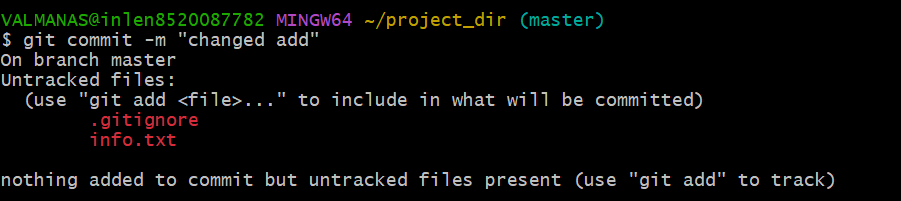 VALMANAS@inlen8520087782 MINGW64 ~/project_dir (master)
$ git commit -m "changed add"
On branch master
Untracked files:
  (use "git add <file>..." to include in what will be committed)
        .gitignore
        info.txt

nothing added to commit but untracked files present (use "git add" to track)